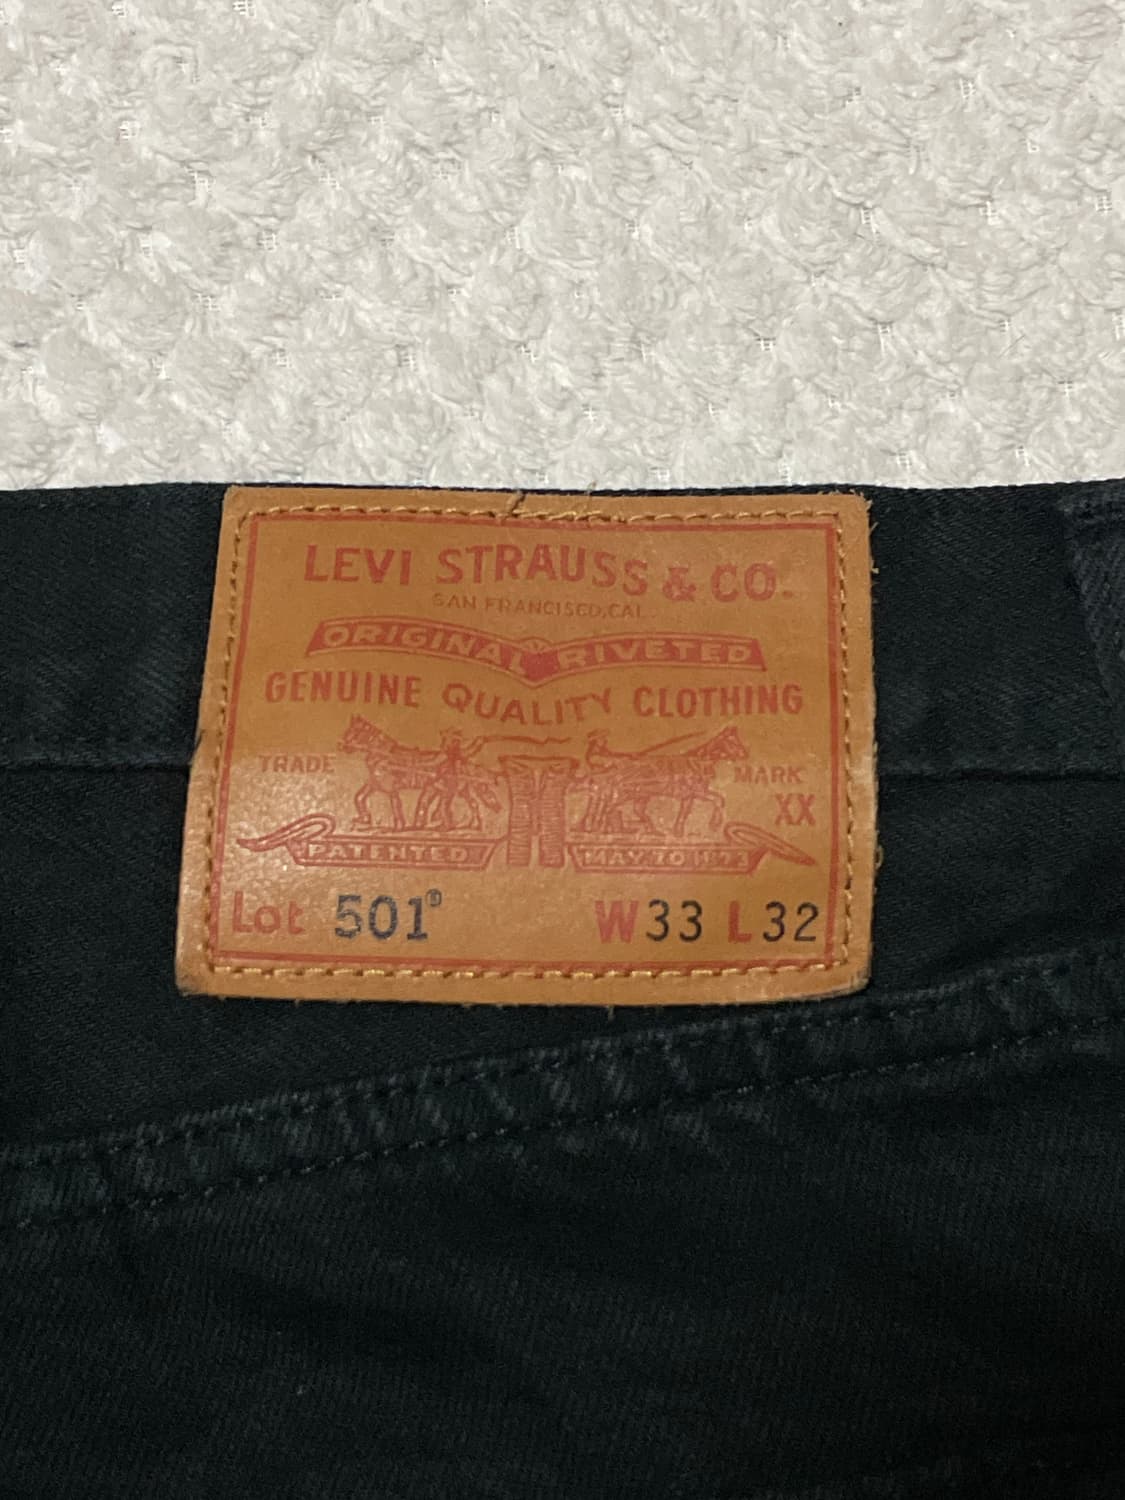 LEVI STRAUSS & CO.
SAN FRANCISCO, CAL.
ORIGINAL RIVETED
GENUINE QUALITY CLOTHING
TRADE MARK
XX
PATENTED MAY 20 1873
Lot 501® W33 L32